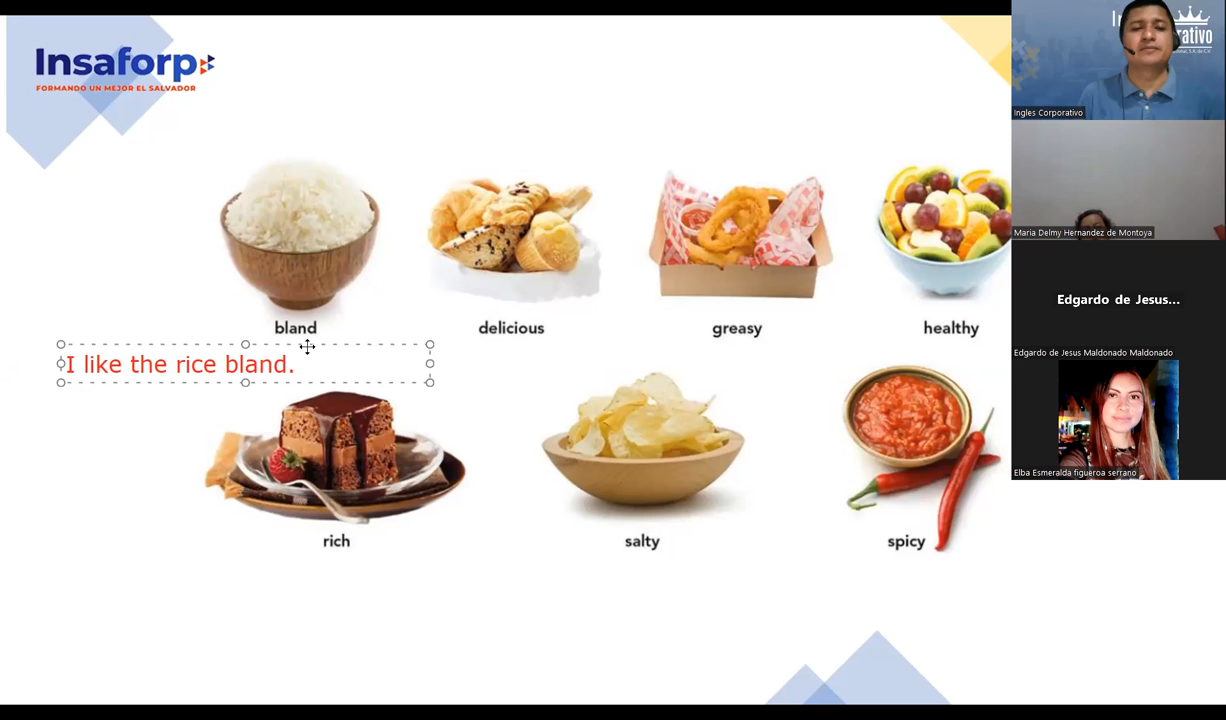 Insaforp
FORMANDO UN MEJOR EL SALVADOR
bland
delicious
greasy
healthy
I like the rice bland.
rich
salty
spicy
Ingles Corporativo
Maria Delmy Hernandez de Montoya
Edgardo de Jesus...
Edgardo de Jesus Maldonado Maldonado
Elba Esmeralda figueroa serrano